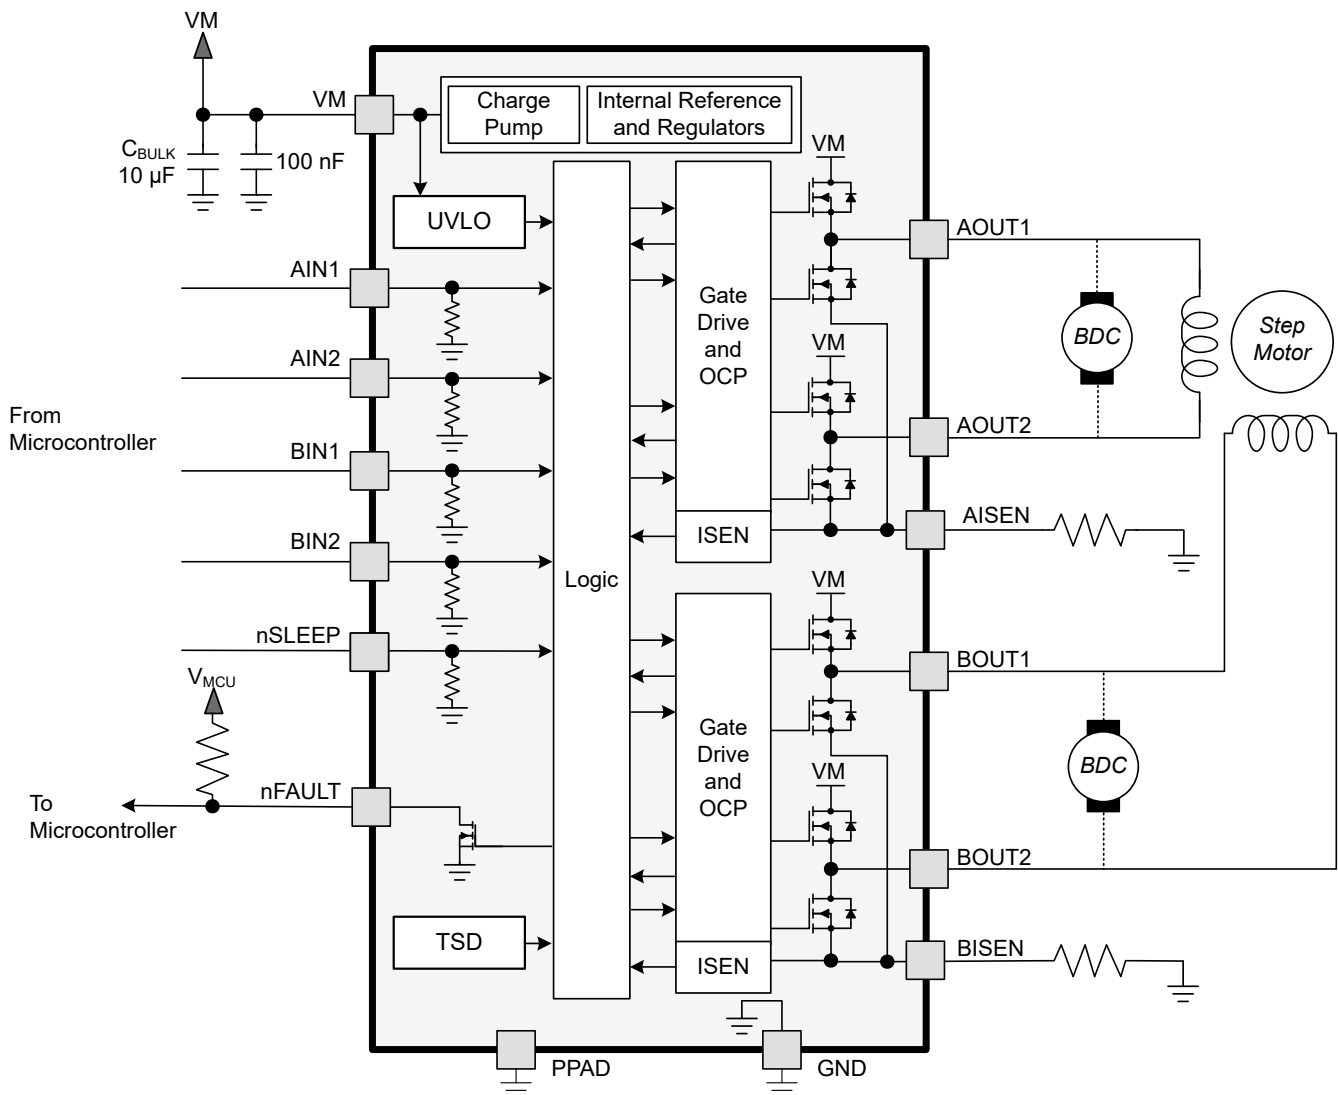 VM
VM
Charge
Pump
Internal Reference
and Regulators
CBULK
10 µF
100 nF
VM
UVLO
AOUT1
AIN1
Gate
Drive
and
OCP
BDC
Step
Motor
VM
AIN2
AOUT2
From
Microcontroller
BIN1
AISEN
ISEN
BIN2
Logic
VM
nSLEEP
BOUT1
VMCU
Gate
Drive
and
OCP
BDC
VM
nFAULT
To
Microcontroller
BOUT2
TSD
BISEN
ISEN
PPAD
GND